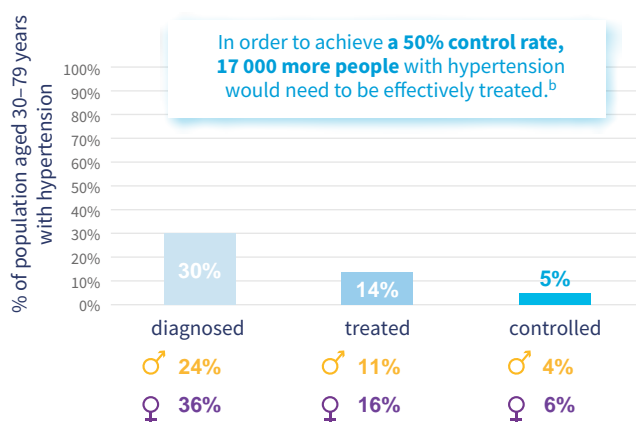 % of population aged 30–79 years
with hypertension
In order to achieve a 50% control rate,
17 000 more people with hypertension
would need to be effectively treated.b
100%
90%
80%
70%
60%
50%
40%
30%
20%
10%
0%
30%
14%
5%
diagnosed treated controlled
♂ 24% ♂ 11% ♂ 4%
♀ 36% ♀ 16% ♀ 6%